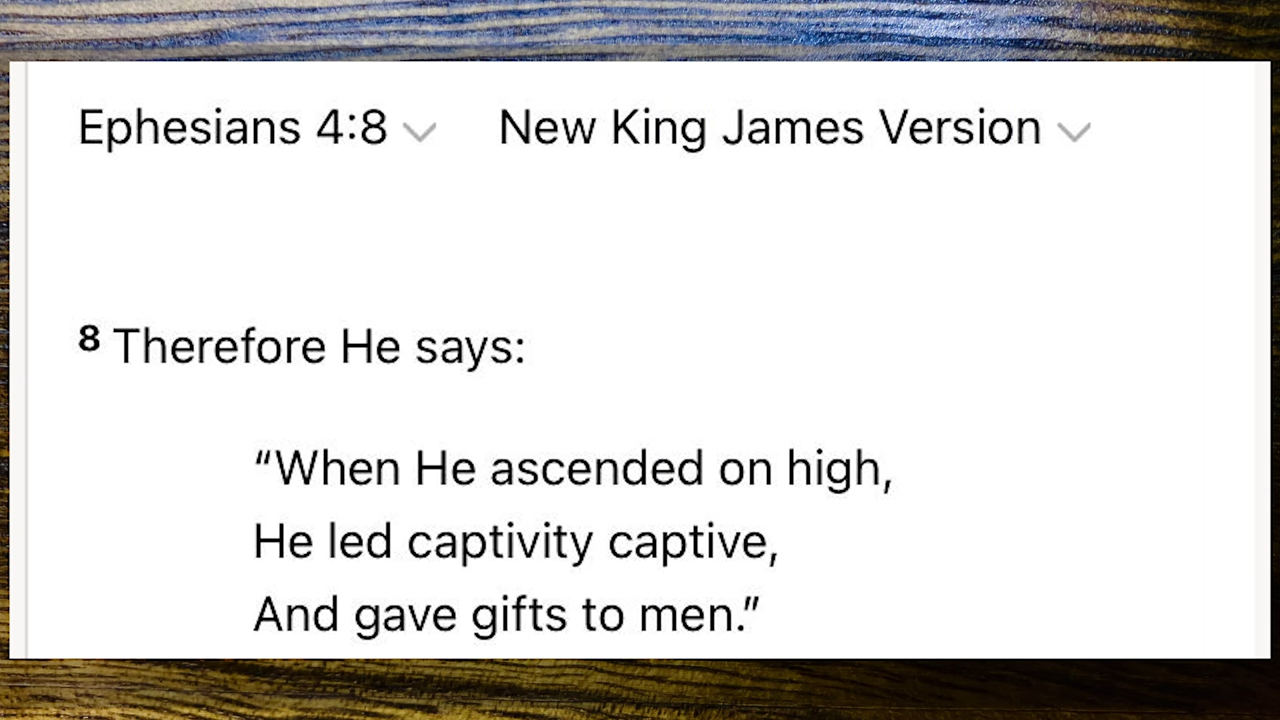 Ephesians 4:8 New King James Version
8 Therefore He says:
“When He ascended on high,
He led captivity captive,
And gave gifts to men.”